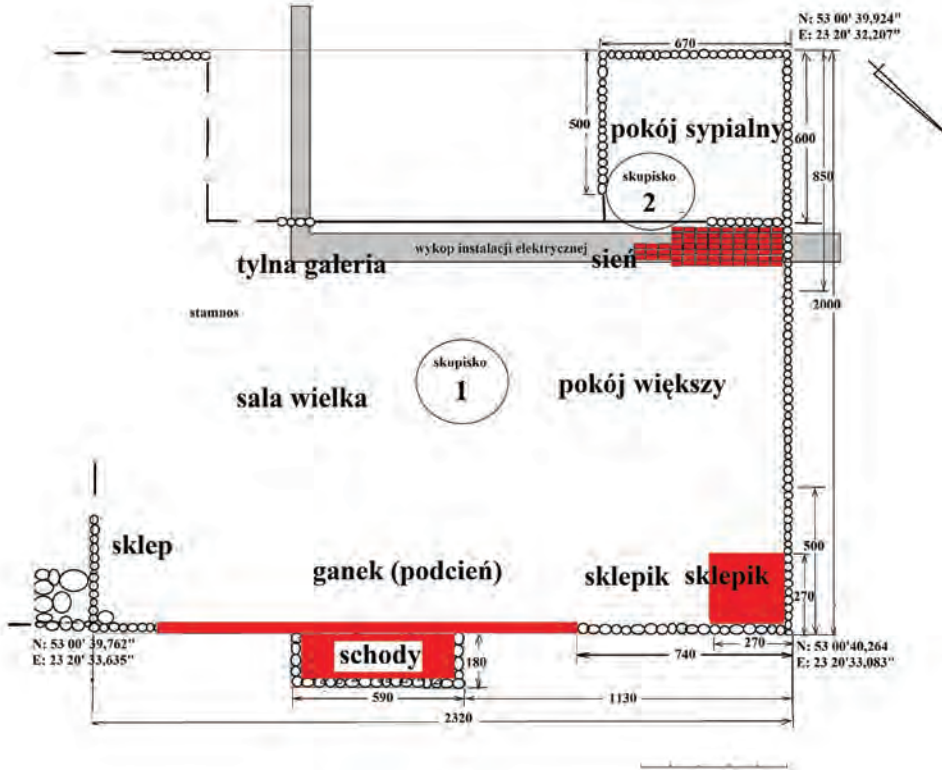 N: 53 00' 39,924"
E: 23 20' 32,207"
670
500
pokój sypialny
600
850
skupisko
2
wykop instalacji elektrycznej
tylna galeria
sień
2000
stamnos
skupisko
1
sala wielka
pokój większy
sklep
500
ganek (podcień)
sklepik
sklepik
270
N: 53 00' 39,762"
E: 23 20' 33,635"
schody
180
740
270
N: 53 00'40,264
E: 23 20'33,083"
590
1130
2320